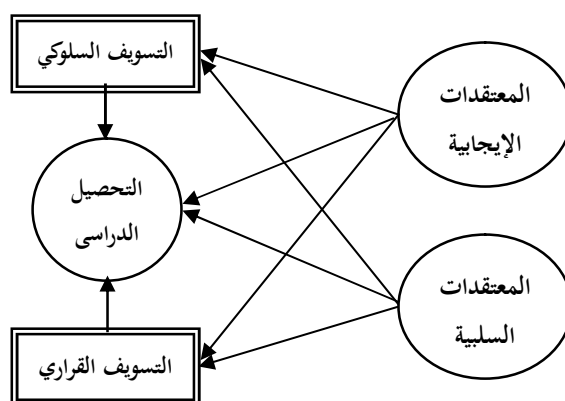 التسويف السلوكي
المعتقدات
الإيجابية
التحصيل
الدراسى
المعتقدات
السلبية
التسويف القراري